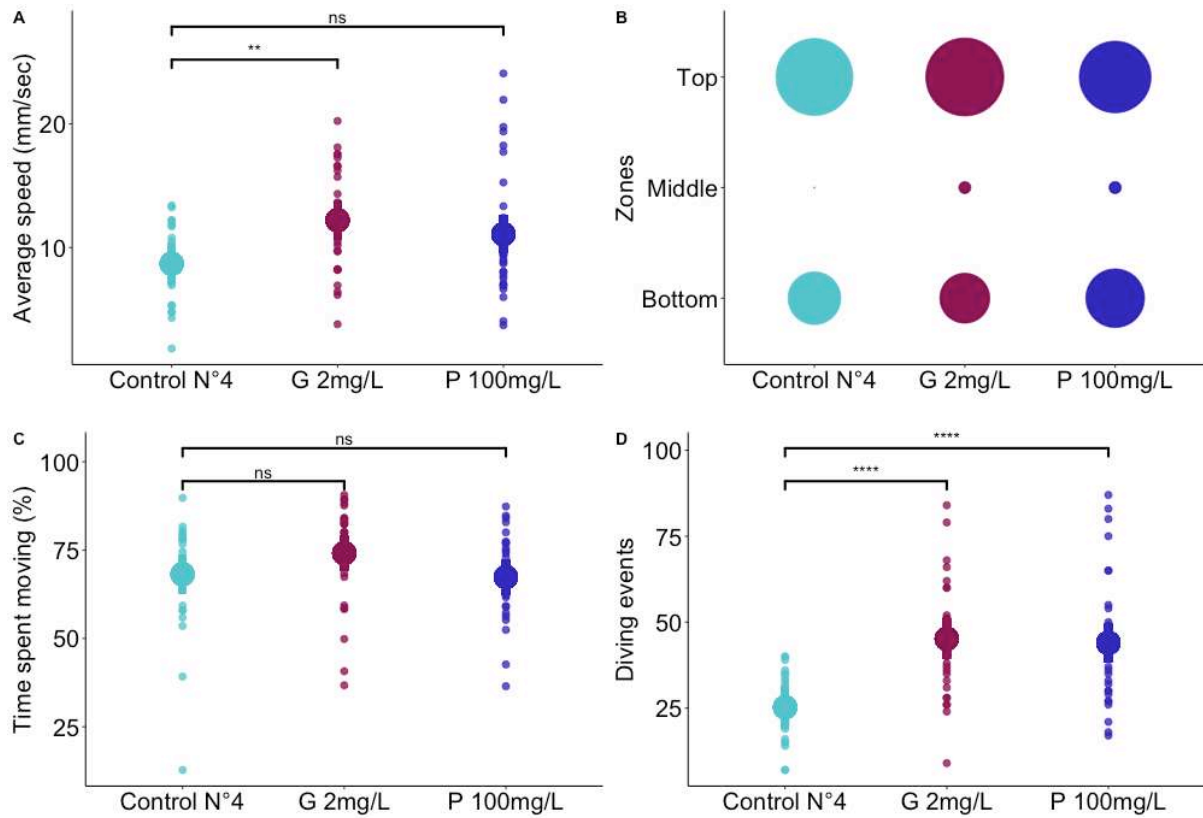 A
ns
**
Average speed (mm/sec)
20
10
Control N°4 G 2mg/L P 100mg/L
B
Zones
Top
Middle
Bottom
Control N°4 G 2mg/L P 100mg/L
C
ns
ns
Time spent moving (%)
100
75
50
25
Control N°4 G 2mg/L P 100mg/L
D
****
****
Diving events
100
75
50
25
Control N°4 G 2mg/L P 100mg/L